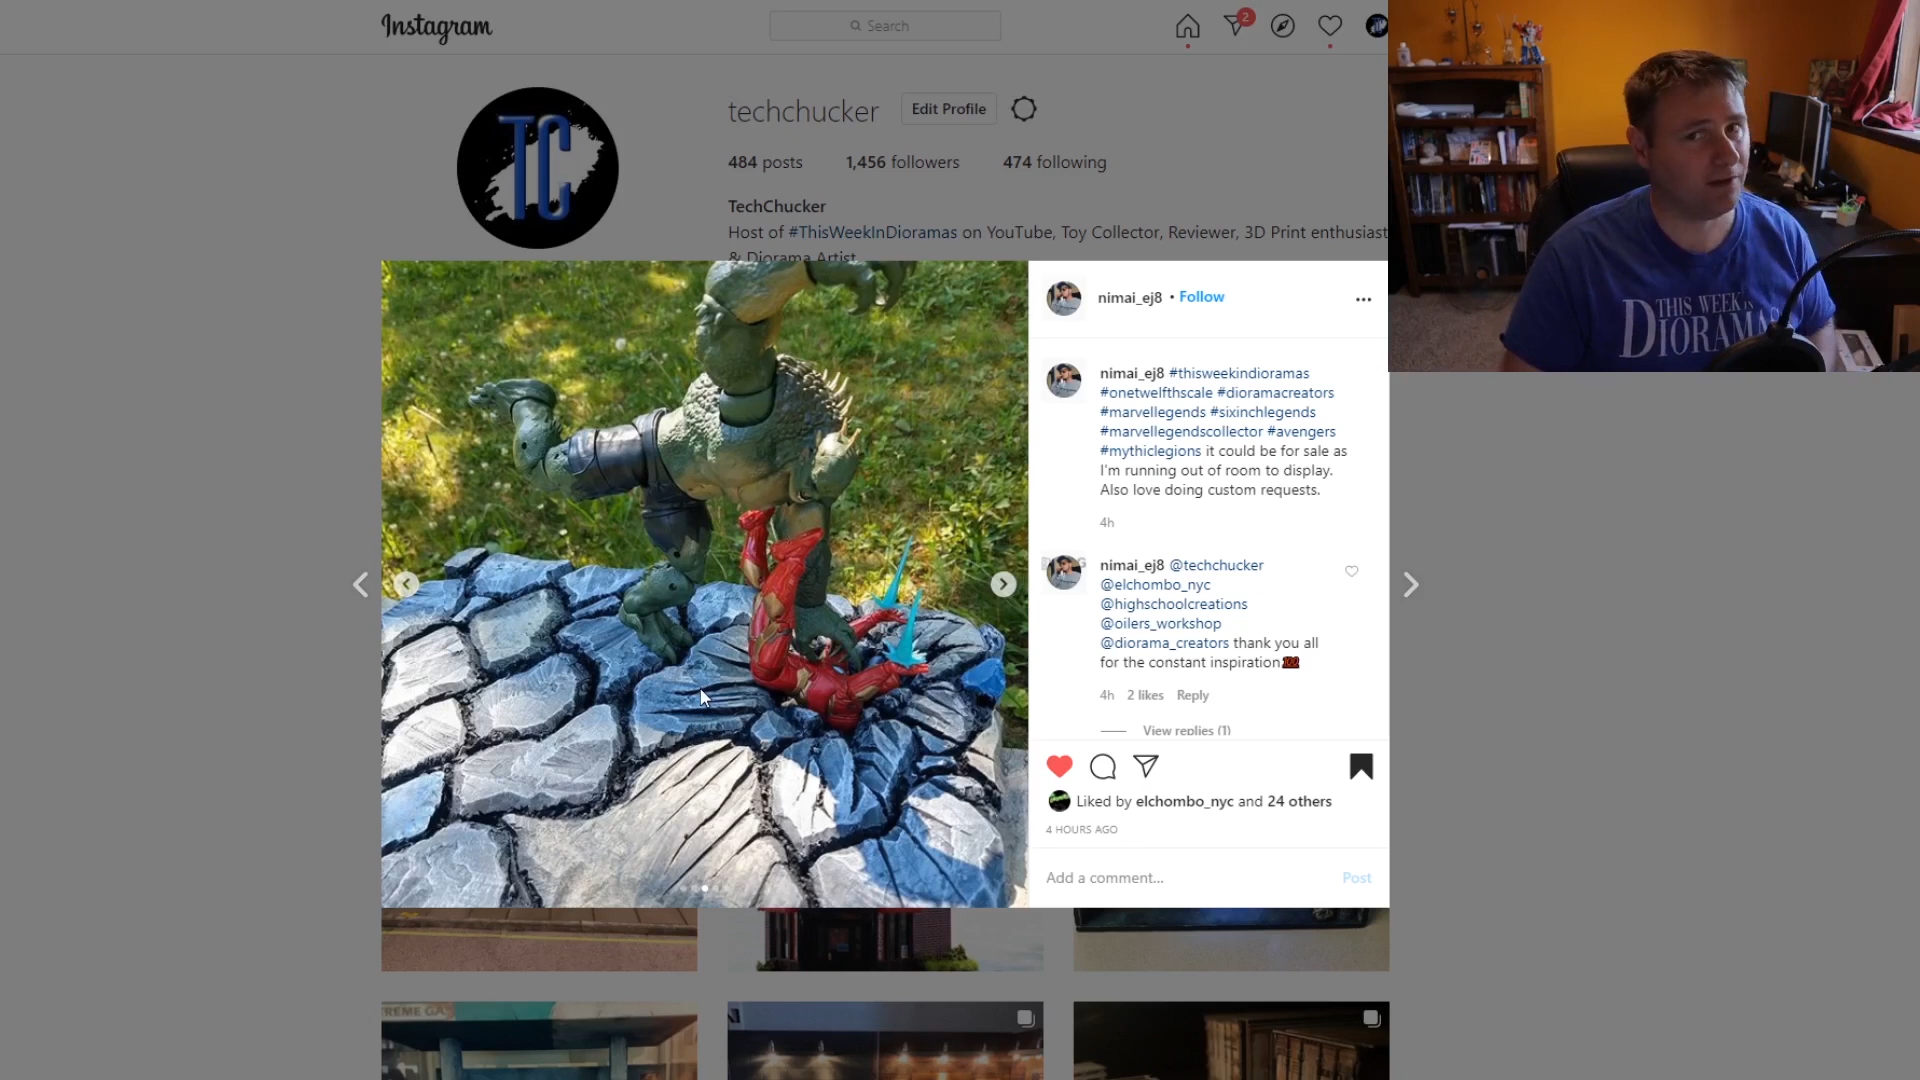 Instagram
Search
2
techchucker
Edit Profile
484 posts 1,456 followers 474 following
TechChucker
Host of #ThisWeekInDioramas on YouTube, Toy Collector, Reviewer, 3D Print enthusiast
& Diorama Artist
TC
THIS WEEK IN
DIORAMAS
nimai_ej8 • Follow
nimai_ej8 #thisweekindioramas
#onetwelfthscale #dioramacreators
#marvellegends #sixinchlegends
#marvellegendscollector #avengers
#mythiclegions it could be for sale as
I'm running out of room to display.
Also love doing custom requests.
4h
nimai_ej8 @techchucker
@elchombo_nyc
@highschoolcreations
@oilers_workshop
@diorama_creators thank you all
for the constant inspiration
4h 2 likes Reply
View replies (1)
Liked by elchombo_nyc and 24 others
4 HOURS AGO
Add a comment...
Post